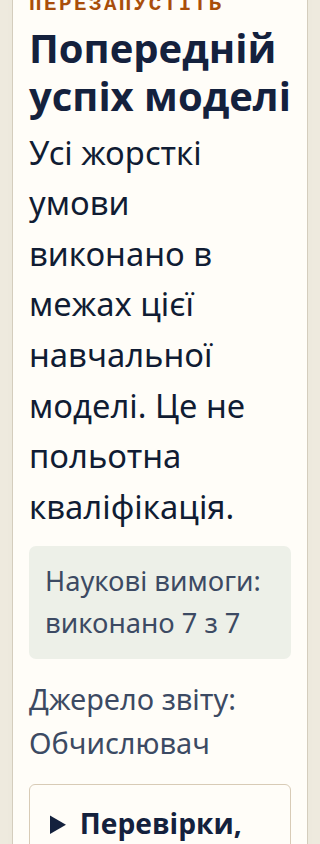 ПЕРЕЗАПУСТІТЬ
Попередній
успіх моделі
Усі жорсткі
умови
виконано в
межах цієї
навчальної
моделі. Це не
польотна
кваліфікація.
Наукові вимоги:
виконано 7 з 7
Джерело звіту:
Обчислювач
▶ Перевірки,